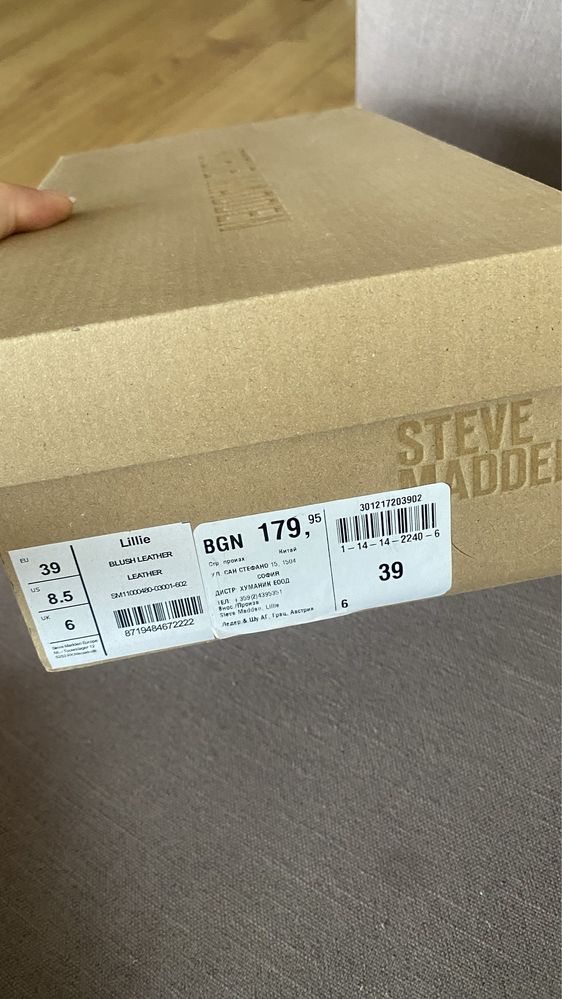 STEVE
MADDEN
EU
39
US
8.5
UK
6
Lillie
BLUSH LEATHER
LEATHER
SM11000480-03001-602
8719484672222
Steve Madden Europe
BGN 179,95
Стр. произх Китай
УЛ. САН СТЕФАНО 15, 1504
СОФИЯ
ДИСТР. ХУМАНИК ЕООД
Внос./Произв
Steve Madden, Lillie
Ледер & Шу АГ, Грац, Австрия
301217203902
1-14-14-2240-6
39
6